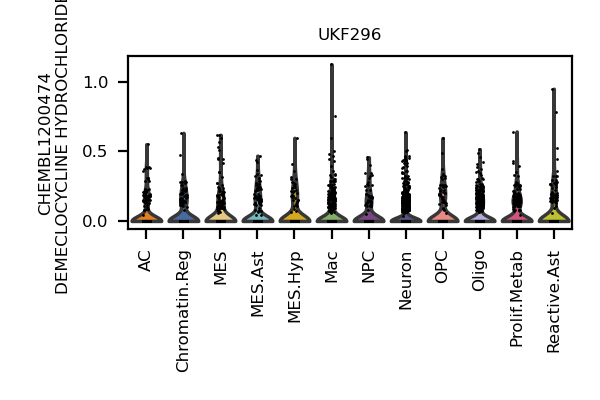 UKF296
CHEMBL1200474
DEMECLOCYCLINE HYDROCHLORIDE
1.0
0.5
0.0
AC
Chromatin.Reg
MES
MES.Ast
MES.Hyp
Mac
NPC
Neuron
OPC
Oligo
Prolif.Metab
Reactive.Ast